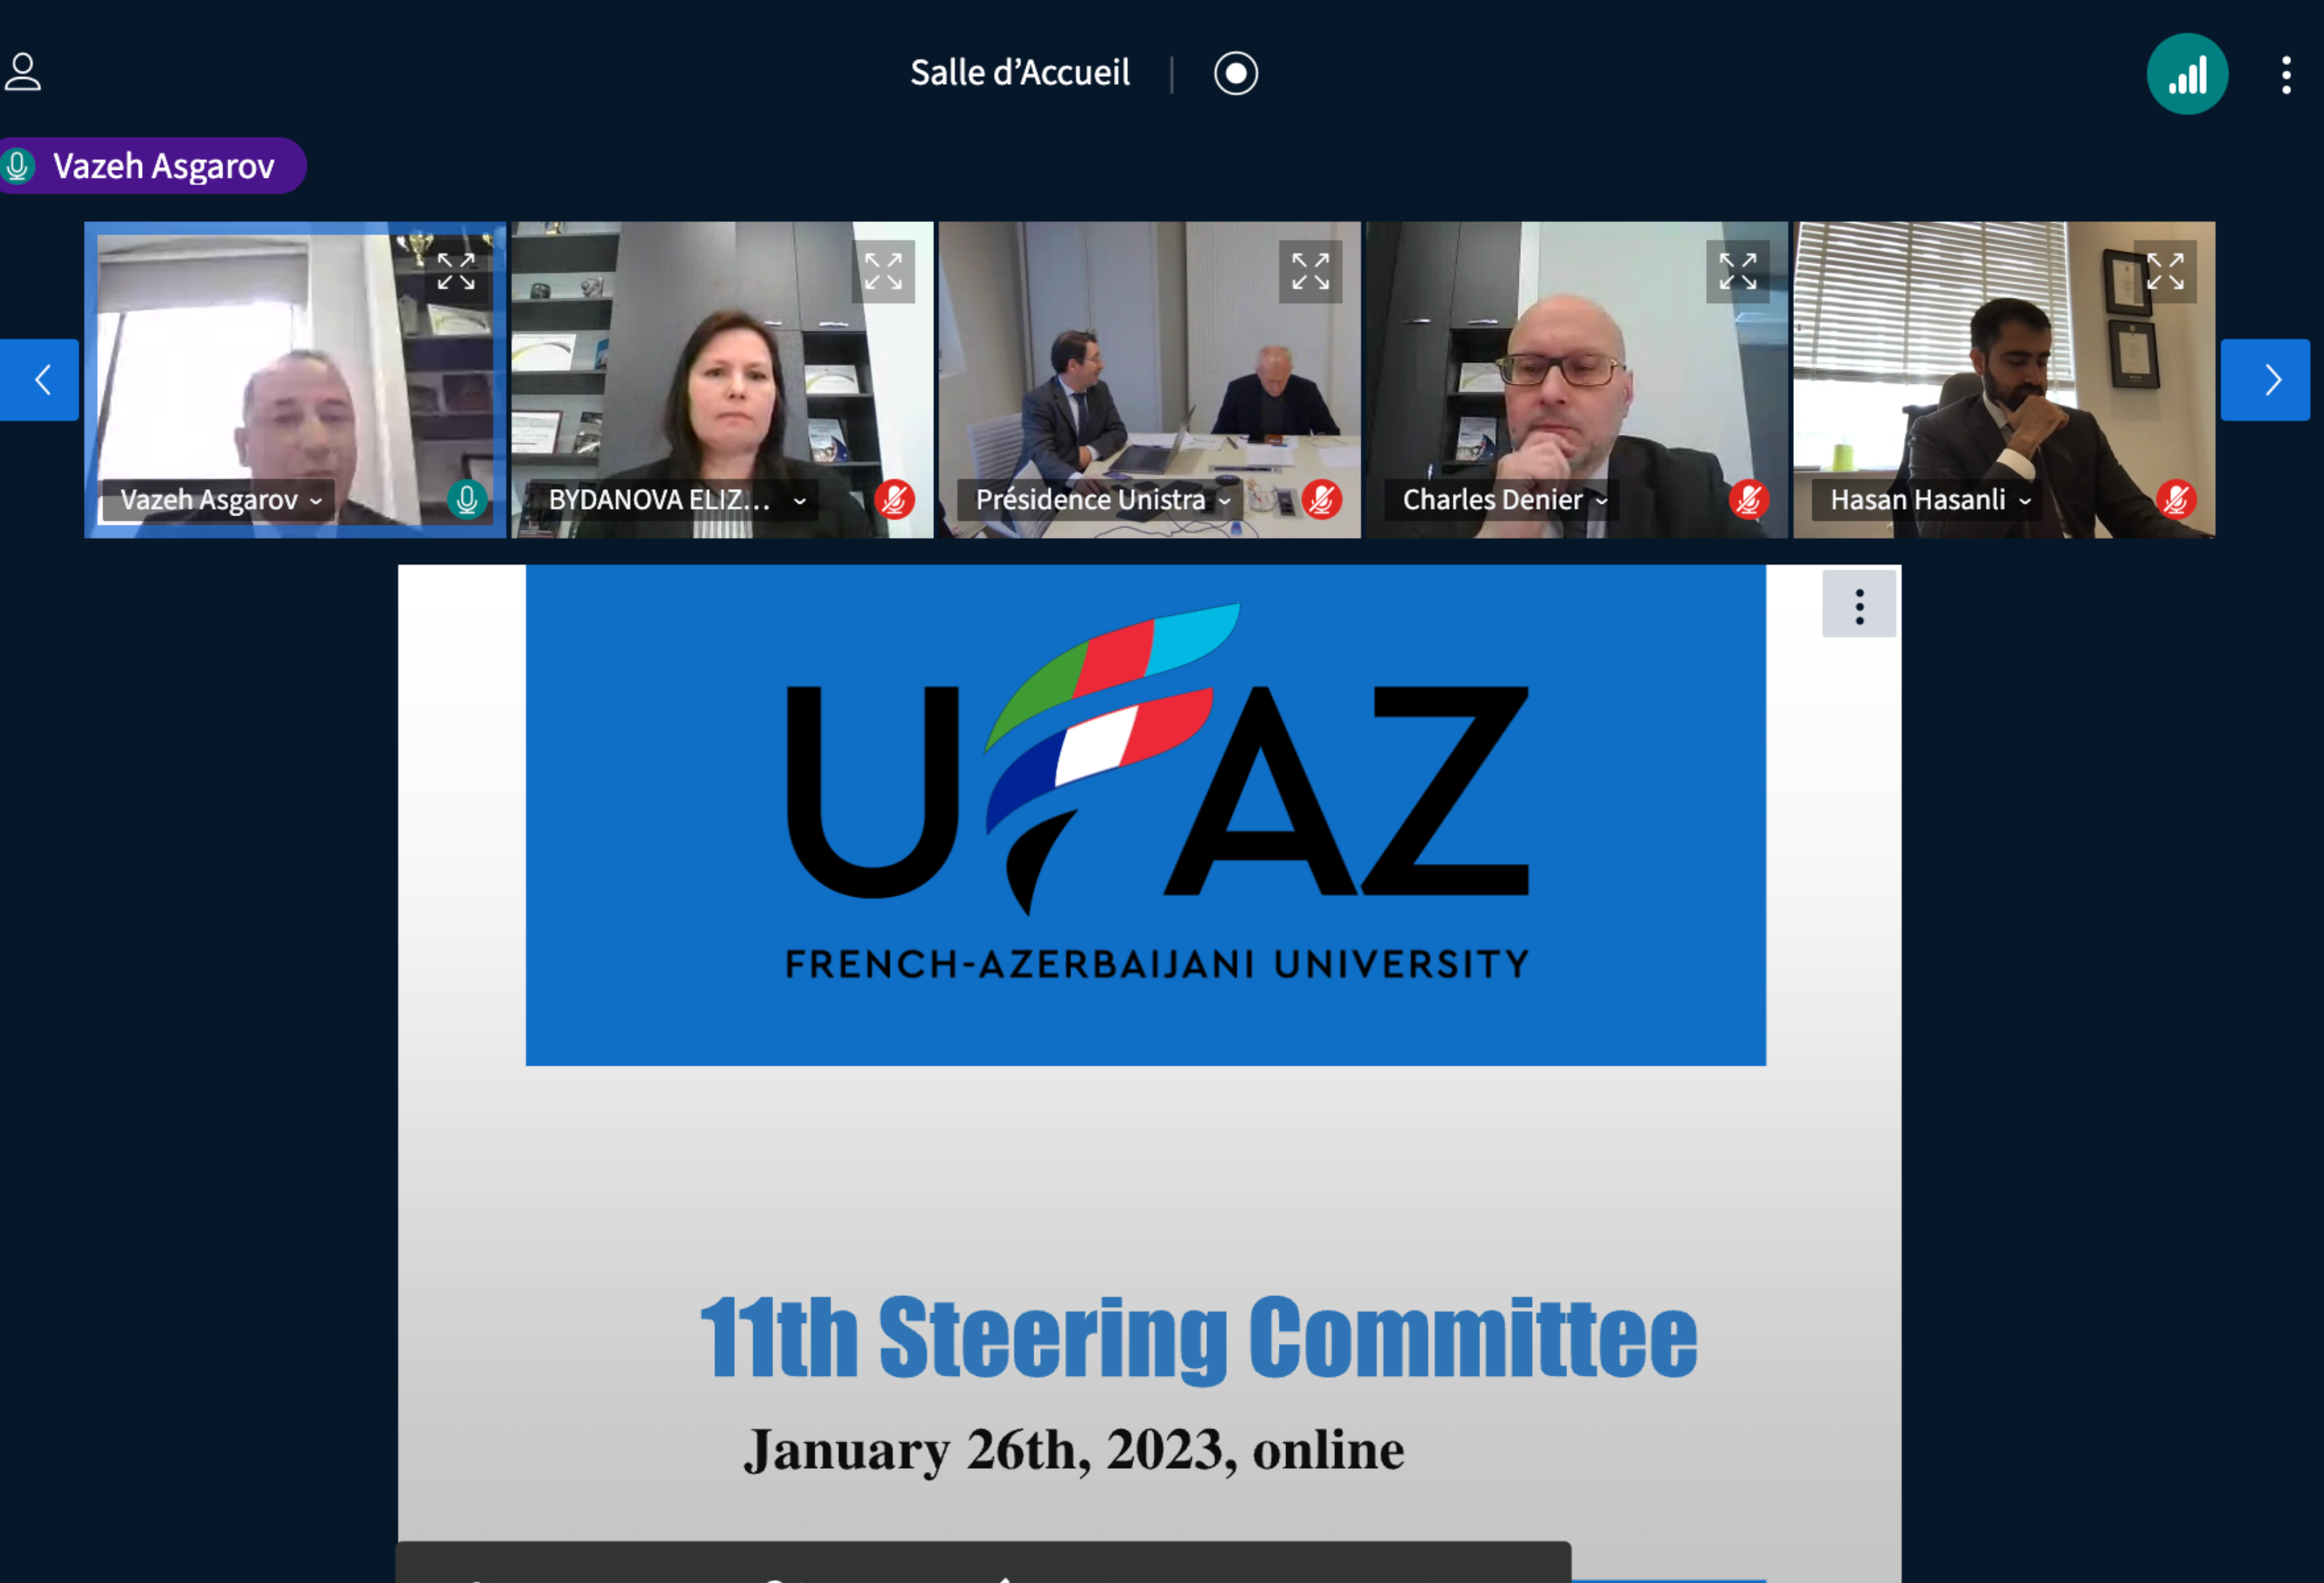 Salle d’Accueil
Vazeh Asgarov
Vazeh Asgarov
BYDANOVA ELIZ...
Présidence Unistra
Charles Denier
Hasan Hasanli
UFAZ
FRENCH-AZERBAIJANI UNIVERSITY
11th Steering Committee
January 26th, 2023, online